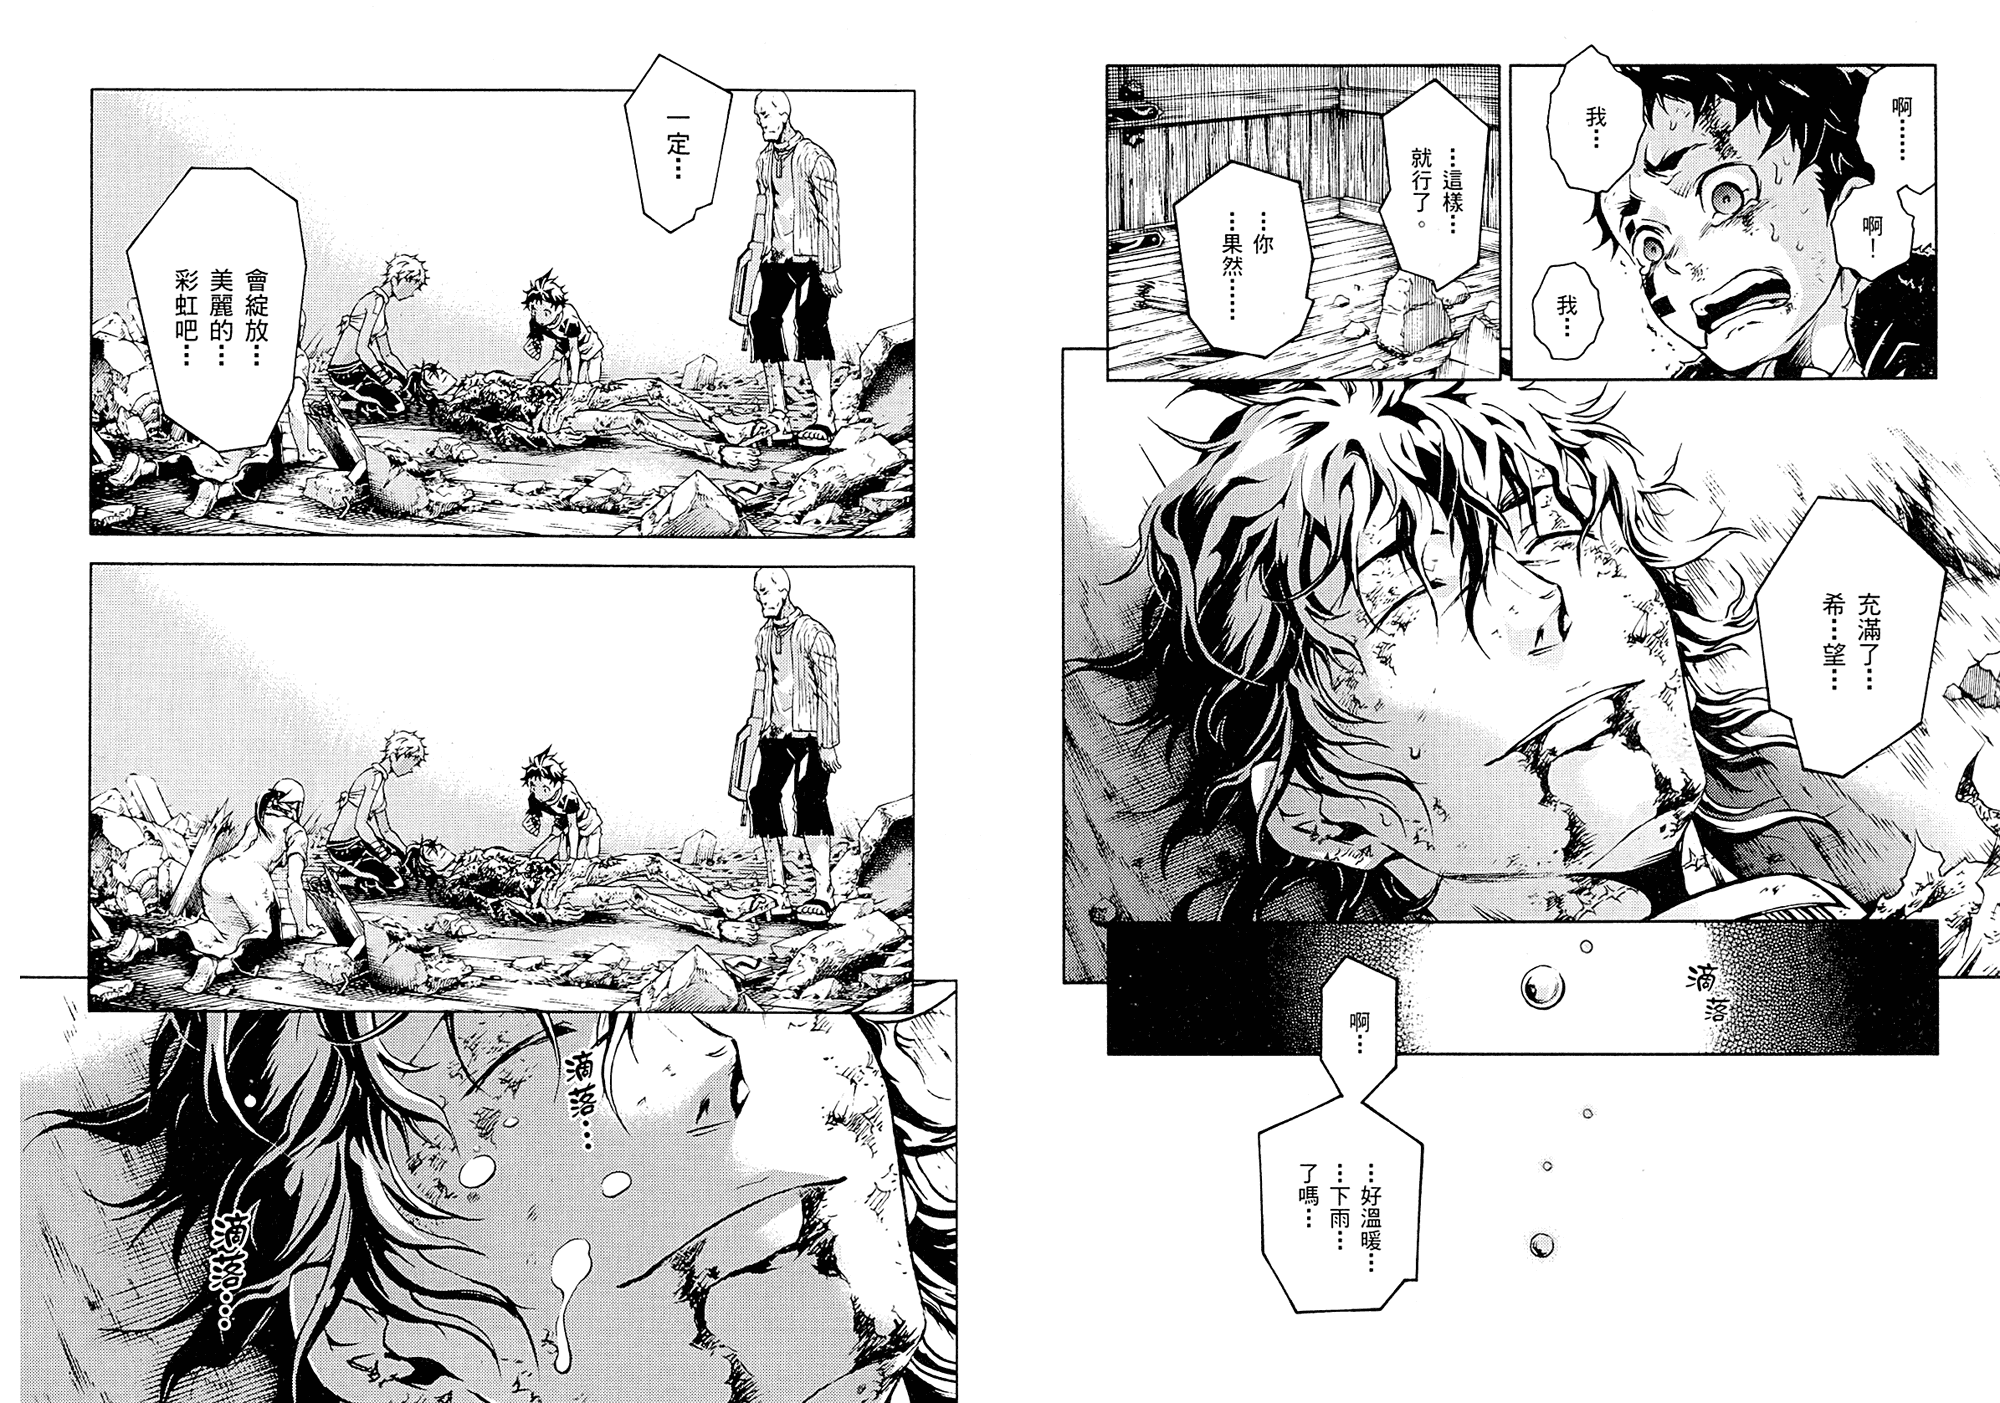 啊⋯⋯
啊！
我⋯
我⋯
⋯這樣⋯
就行了。
⋯你
⋯果然⋯⋯
充滿了⋯
希⋯望⋯
滴
落
啊⋯
⋯好溫暖⋯
⋯下雨⋯
了嗎⋯
一定⋯
會綻放⋯
美麗的⋯
彩虹吧⋯
滴落⋯
滴落⋯⋯